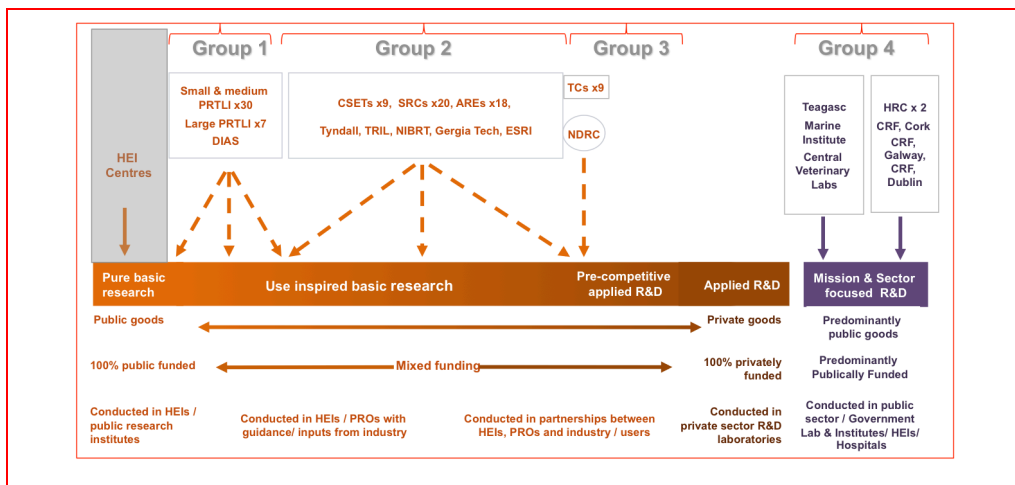 Group 1
Group 2
Group 3
Group 4
HEI
Centres
Small & medium
PRTLI x30
Large PRTLI x7
DIAS
CSETs x9, SRCs x20, AREs x18,
Tyndall, TRIL, NIBRT, Gergia Tech, ESRI
TCs x9
NDRC
Teagasc
Marine
Institute
Central
Veterinary
Labs
HRC x 2
CRF, Cork
CRF,
Galway,
CRF,
Dublin
Pure basic
research
Use inspired basic research
Pre-competitive
applied R&D
Applied R&D
Mission & Sector
focused R&D
Public goods
Private goods
Predominantly
public goods
100% public funded
Mixed funding
100% privately
funded
Predominantly
Publically Funded
Conducted in HEIs /
public research
institutes
Conducted in HEIs / PROs with
guidance/ inputs from industry
Conducted in partnerships between
HEIs, PROs and industry / users
Conducted in
private sector R&D
laboratories
Conducted in public
sector / Government
Lab & Institutes/ HEIs/
Hospitals